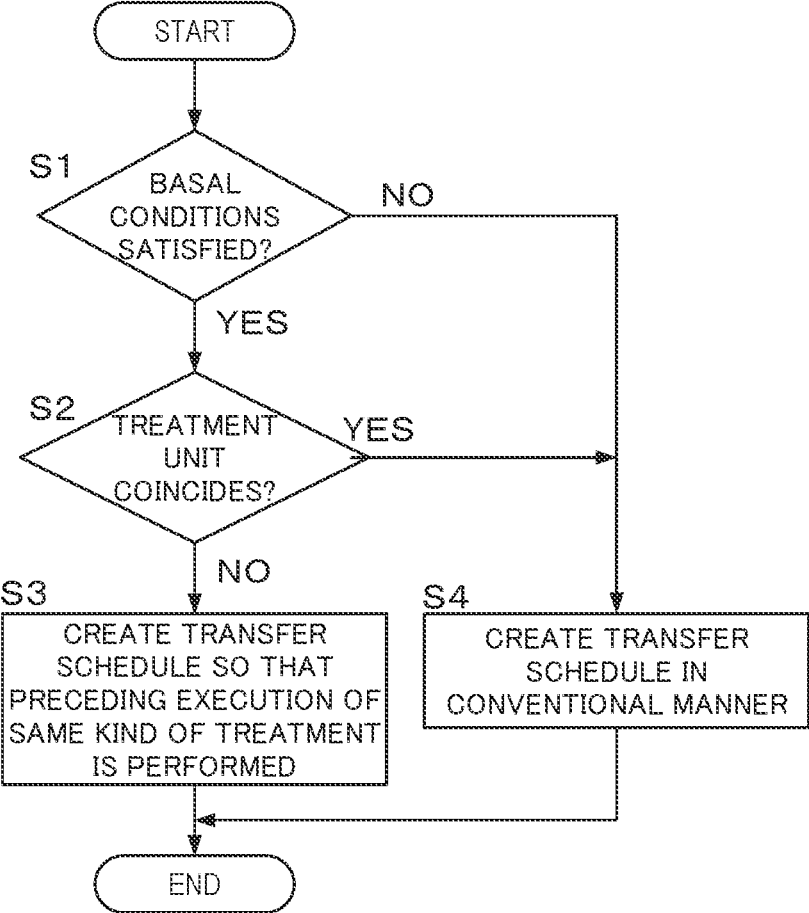 START
S1
BASAL
CONDITIONS
SATISFIED?
NO
YES
S2
TREATMENT
UNIT
COINCIDES?
YES
NO
S3
CREATE TRANSFER
SCHEDULE SO THAT
PRECEDING EXECUTION OF
SAME KIND OF TREATMENT
IS PERFORMED
S4
CREATE TRANSFER
SCHEDULE IN
CONVENTIONAL MANNER
END